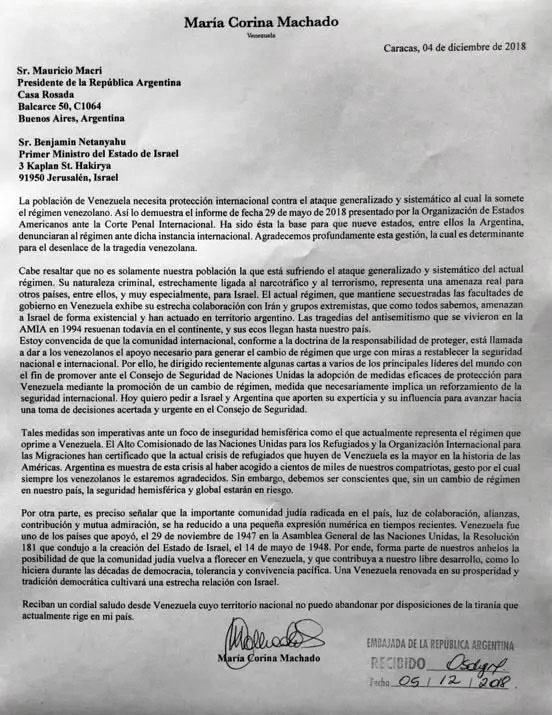 María Corina Machado
Venezuela
Caracas, 04 de diciembre de 2018
Sr. Mauricio Macri
Presidente de la República Argentina
Casa Rosada
Balcarce 50, C1064
Buenos Aires, Argentina
Sr. Benjamin Netanyahu
Primer Ministro del Estado de Israel
3 Kaplan St. Hakirya
91950 Jerusalén, Israel
La población de Venezuela necesita protección internacional contra el ataque generalizado y sistemático al cual la somete
el régimen venezolano. Así lo demuestra el informe de fecha 29 de mayo de 2018 presentado por la Organización de Estados
Americanos ante la Corte Penal Internacional. Ha sido ésta la base para que nueve estados, entre ellos la Argentina,
denunciaran al régimen ante dicha instancia internacional. Agradecemos profundamente esta gestión, la cual es determinante
para el desenlace de la tragedia venezolana.
Cabe resaltar que no es solamente nuestra población la que está sufriendo el ataque generalizado y sistemático del actual
régimen. Su naturaleza criminal, estrechamente ligada al narcotráfico y al terrorismo, representa una amenaza real para
otros países, entre ellos, y muy especialmente, para Israel. El actual régimen, que mantiene secuestradas las facultades de
gobierno en Venezuela exhibe su estrecha colaboración con Irán y grupos extremistas, que como todos sabemos, amenazan
a Israel de forma existencial y han actuado en territorio argentino. Las tragedias del antisemitismo que se vivieron en la
AMIA en 1994 resuenan todavía en el continente, y sus ecos llegan hasta nuestro país.
Estoy convencida de que la comunidad internacional, conforme a la doctrina de la responsabilidad de proteger, está llamada
a dar a los venezolanos el apoyo necesario para generar el cambio de régimen que urge con miras a restablecer la seguridad
nacional e internacional. Por ello, he dirigido recientemente algunas cartas a varios de los principales líderes del mundo con
el fin de promover ante el Consejo de Seguridad de Naciones Unidas la adopción de medidas eficaces de protección para
Venezuela mediante la promoción de un cambio de régimen, medida que necesariamente implica un reforzamiento de la
seguridad internacional. Hoy quiero pedir a Israel y Argentina que aporten su experticia y su influencia para avanzar hacia
una toma de decisiones acertada y urgente en el Consejo de Seguridad.
Tales medidas son imperativas ante un foco de inseguridad hemisférica como el que actualmente representa el régimen que
oprime a Venezuela. El Alto Comisionado de las Naciones Unidas para los Refugiados y la Organización Internacional para
las Migraciones han certificado que la actual crisis de refugiados que huyen de Venezuela es la mayor en la historia de las
Américas. Argentina es muestra de esta crisis al haber acogido a cientos de miles de nuestros compatriotas, gesto por el cual
siempre los venezolanos le estaremos agradecidos. Sin embargo, debemos ser conscientes que, sin un cambio de régimen
en nuestro país, la seguridad hemisférica y global estarán en riesgo.
Por otra parte, es preciso señalar que la importante comunidad judía radicada en el país, luz de colaboración, alianzas,
contribución y mutua admiración, se ha reducido a una pequeña expresión numérica en tiempos recientes. Venezuela fue
uno de los países que apoyó, el 29 de noviembre de 1947 en la Asamblea General de las Naciones Unidas, la Resolución
181 que condujo a la creación del Estado de Israel, el 14 de mayo de 1948. Por ende, forma parte de nuestros anhelos la
posibilidad de que la comunidad judía vuelva a florecer en Venezuela, y que contribuya a nuestro libre desarrollo, como lo
hiciera durante las décadas de democracia, tolerancia y convivencia pacífica. Una Venezuela renovada en su prosperidad y
tradición democrática cultivará una estrecha relación con Israel.
Reciban un cordial saludo desde Venezuela cuyo territorio nacional no puedo abandonar por disposiciones de la tiranía que
actualmente rige en mi país.
María Corina Machado
EMBAJADA DE LA REPÚBLICA ARGENTINA
RECIBIDO
Fecha 05 / 12 / 2018